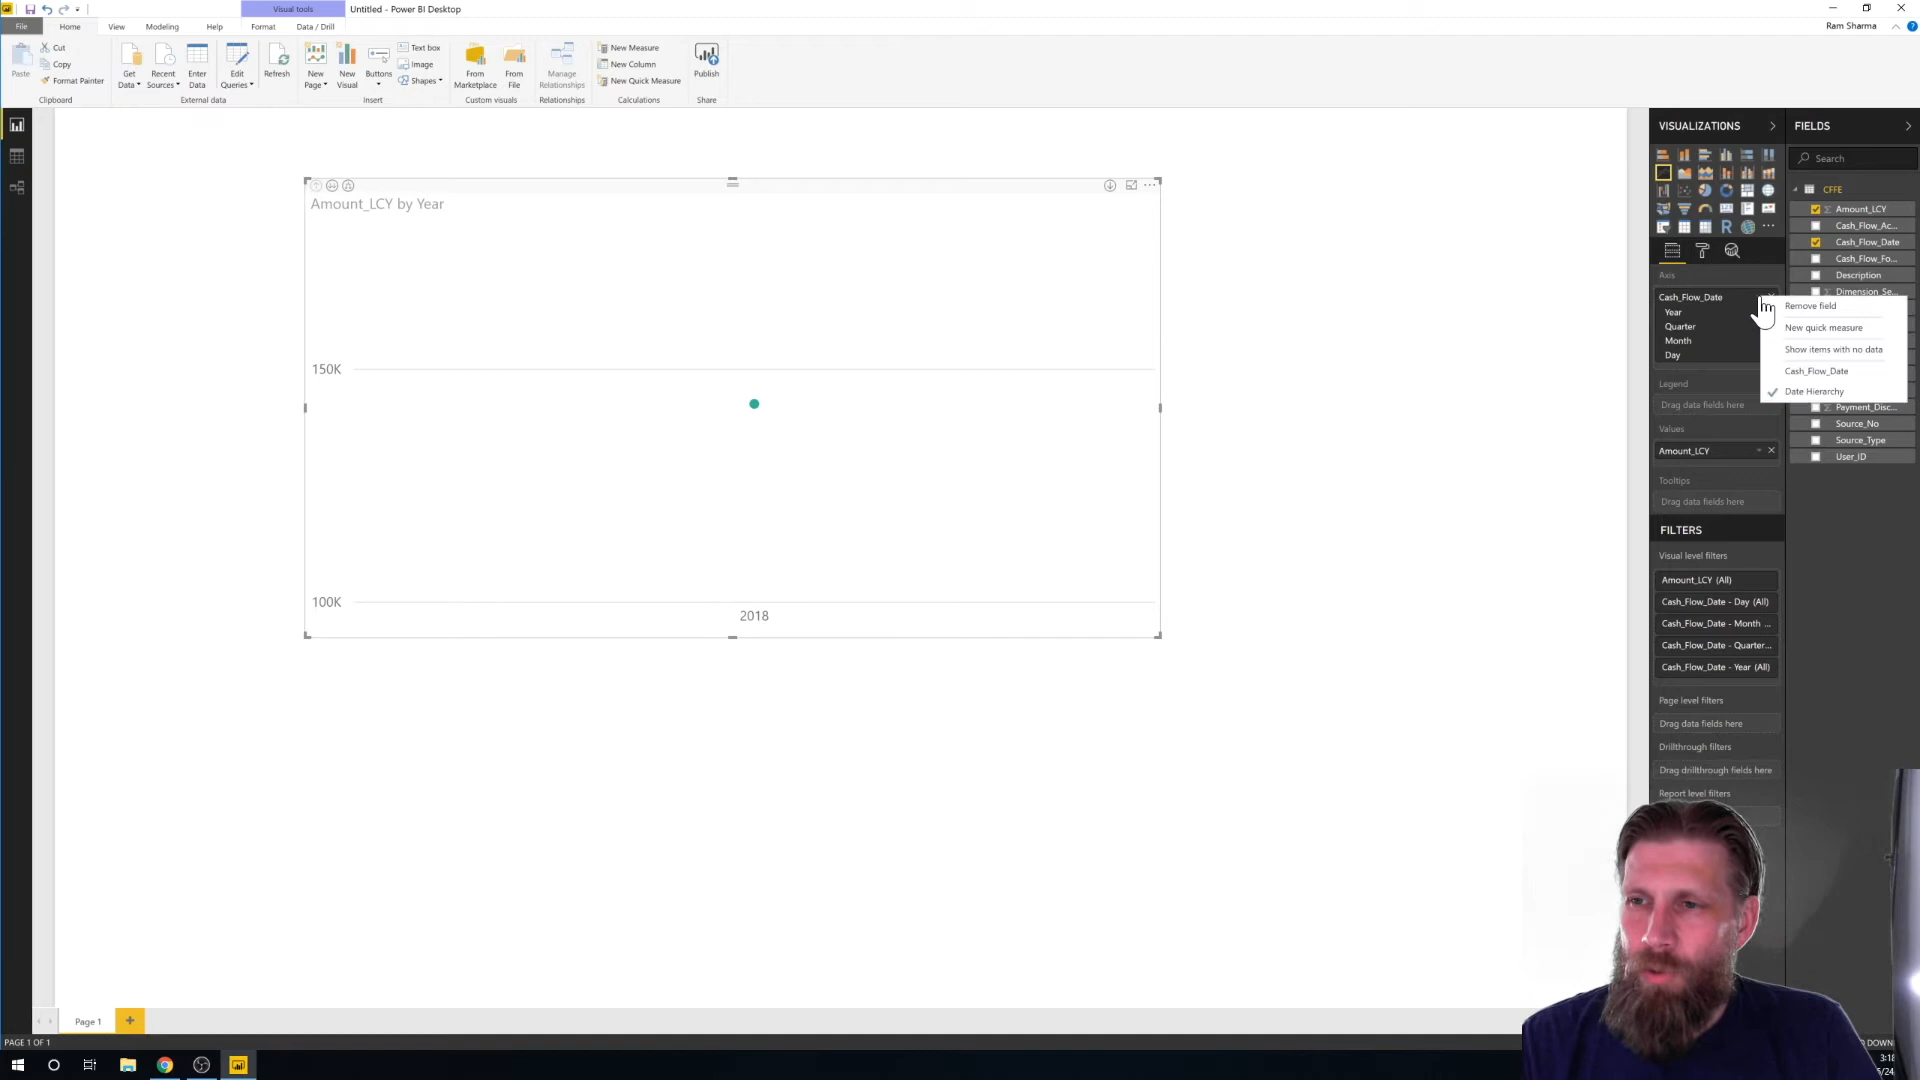 Visual tools
Untitled - Power BI Desktop
File
Home
View
Modeling
Help
Format
Data / Drill
Ram Sharma
Paste
Cut
Copy
Format Painter
Clipboard
Get Data
Recent Sources
Enter Data
Edit Queries
Refresh
External data
New Page
New Visual
Buttons
Text box
Image
Shapes
Insert
From Marketplace
From File
Custom visuals
Manage Relationships
Relationships
New Measure
New Column
New Quick Measure
Calculations
Publish
Share
Amount_LCY by Year
150K
100K
2018
VISUALIZATIONS
R
Axis
Cash_Flow_Date
Year
Quarter
Month
Day
Legend
Drag data fields here
Values
Amount_LCY
Tooltips
Drag data fields here
FILTERS
Visual level filters
Amount_LCY (All)
Cash_Flow_Date - Day (All)
Cash_Flow_Date - Month ...
Cash_Flow_Date - Quarter...
Cash_Flow_Date - Year (All)
Page level filters
Drag data fields here
Drillthrough filters
Drag drillthrough fields here
Report level filters
FIELDS
Search
CFFE
Amount_LCY
Cash_Flow_Ac...
Cash_Flow_Date
Cash_Flow_Fo...
Description
Dimension_Se...
Remove field
New quick measure
Show items with no data
Cash_Flow_Date
Date Hierarchy
Payment_Disc...
Source_No
Source_Type
User_ID
Page 1
PAGE 1 OF 1